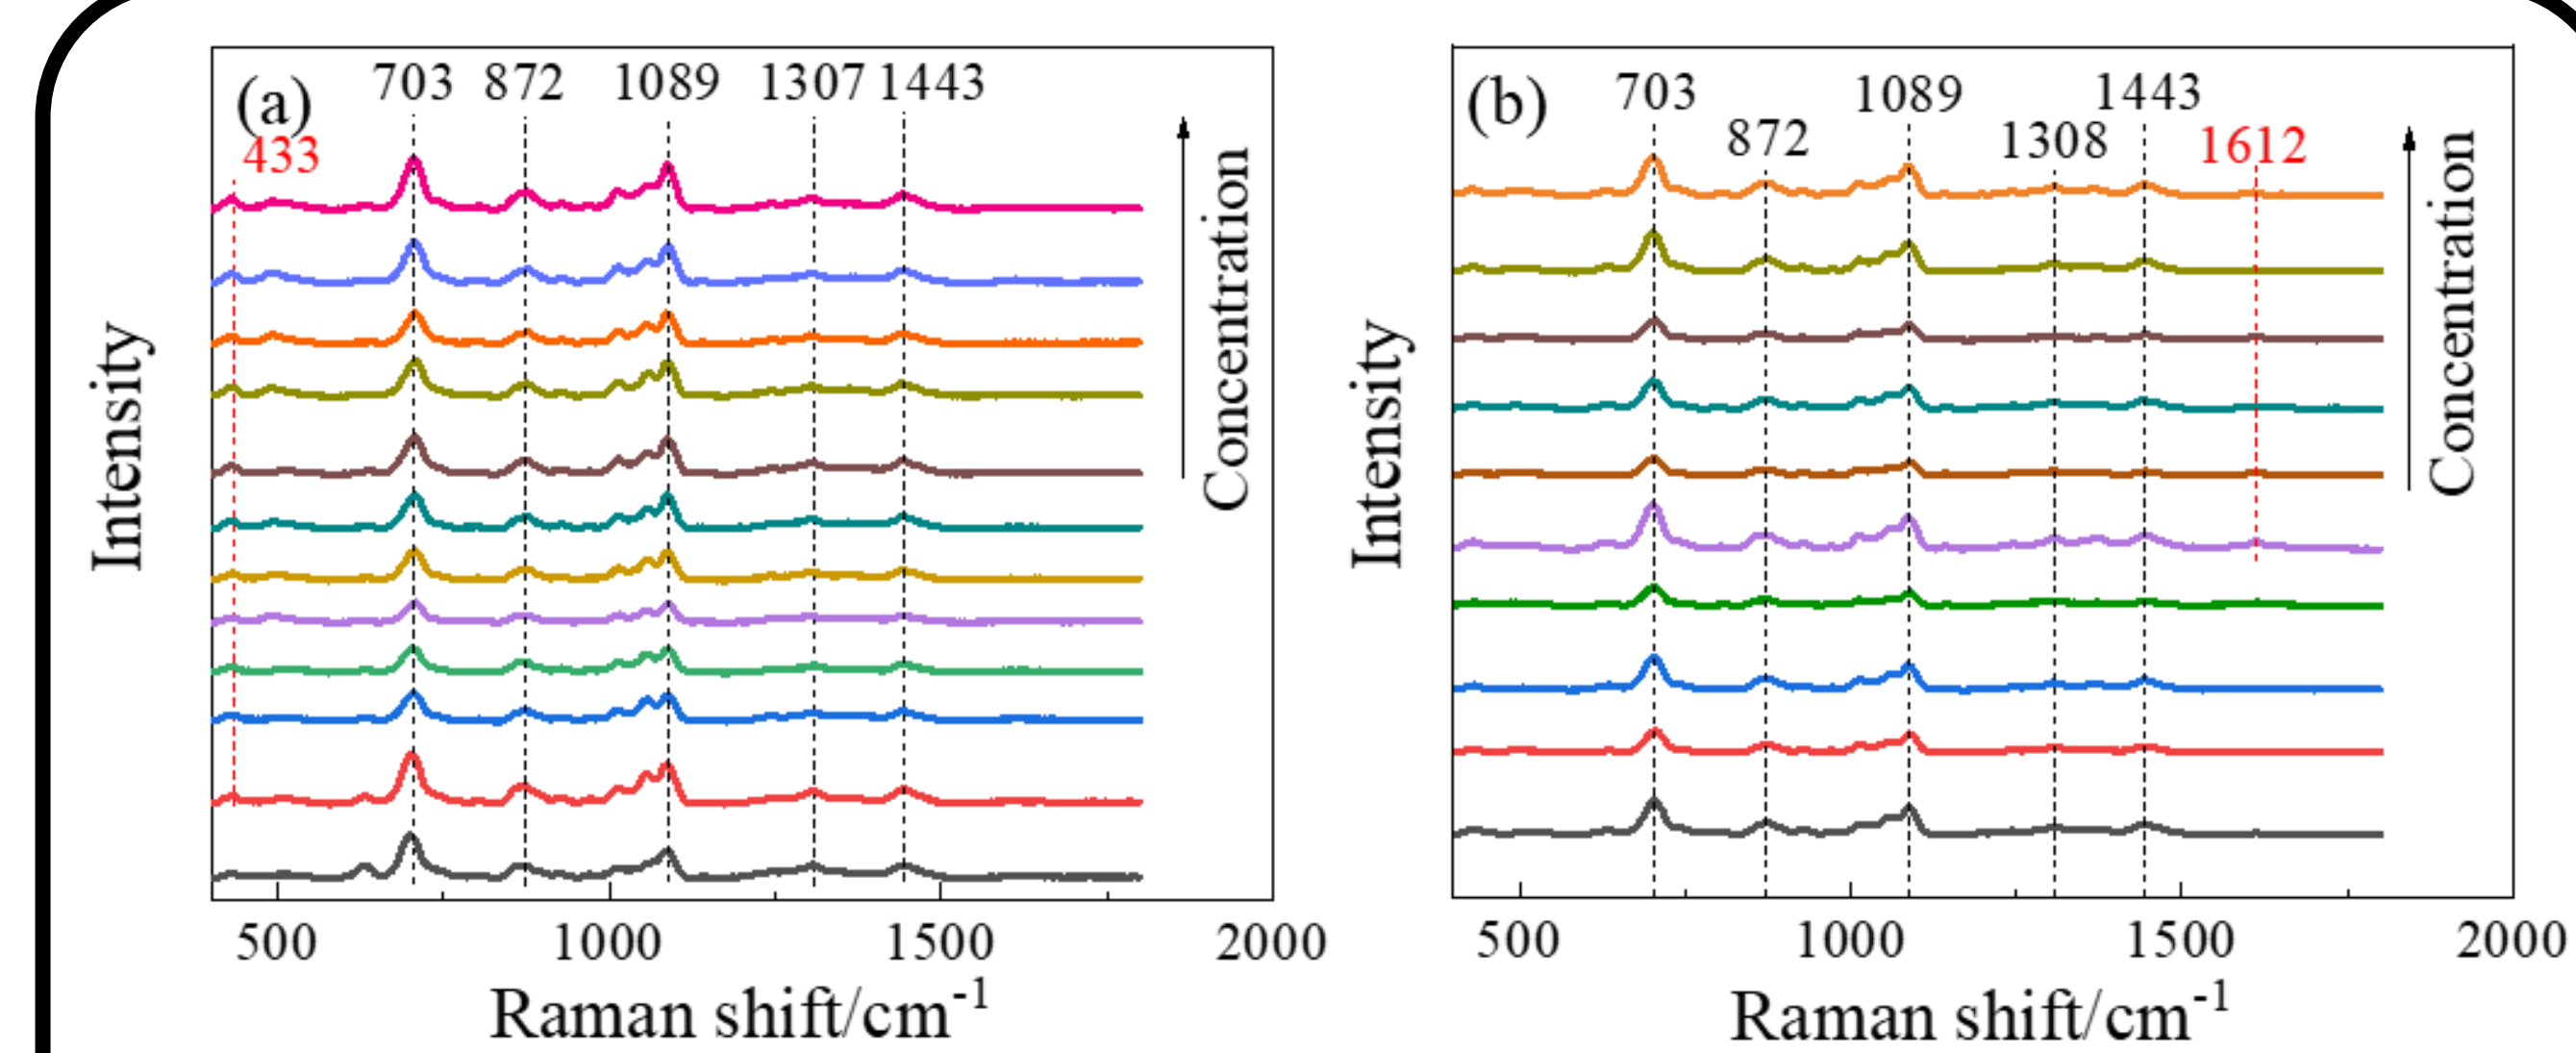 (a)
703 872 1089 1307 1443
433
Intensity
Concentration
500 1000 1500 2000
Raman shift/cm⁻¹
(b)
703 1089 1443
872 1308 1612
Intensity
Concentration
500 1000 1500 2000
Raman shift/cm⁻¹